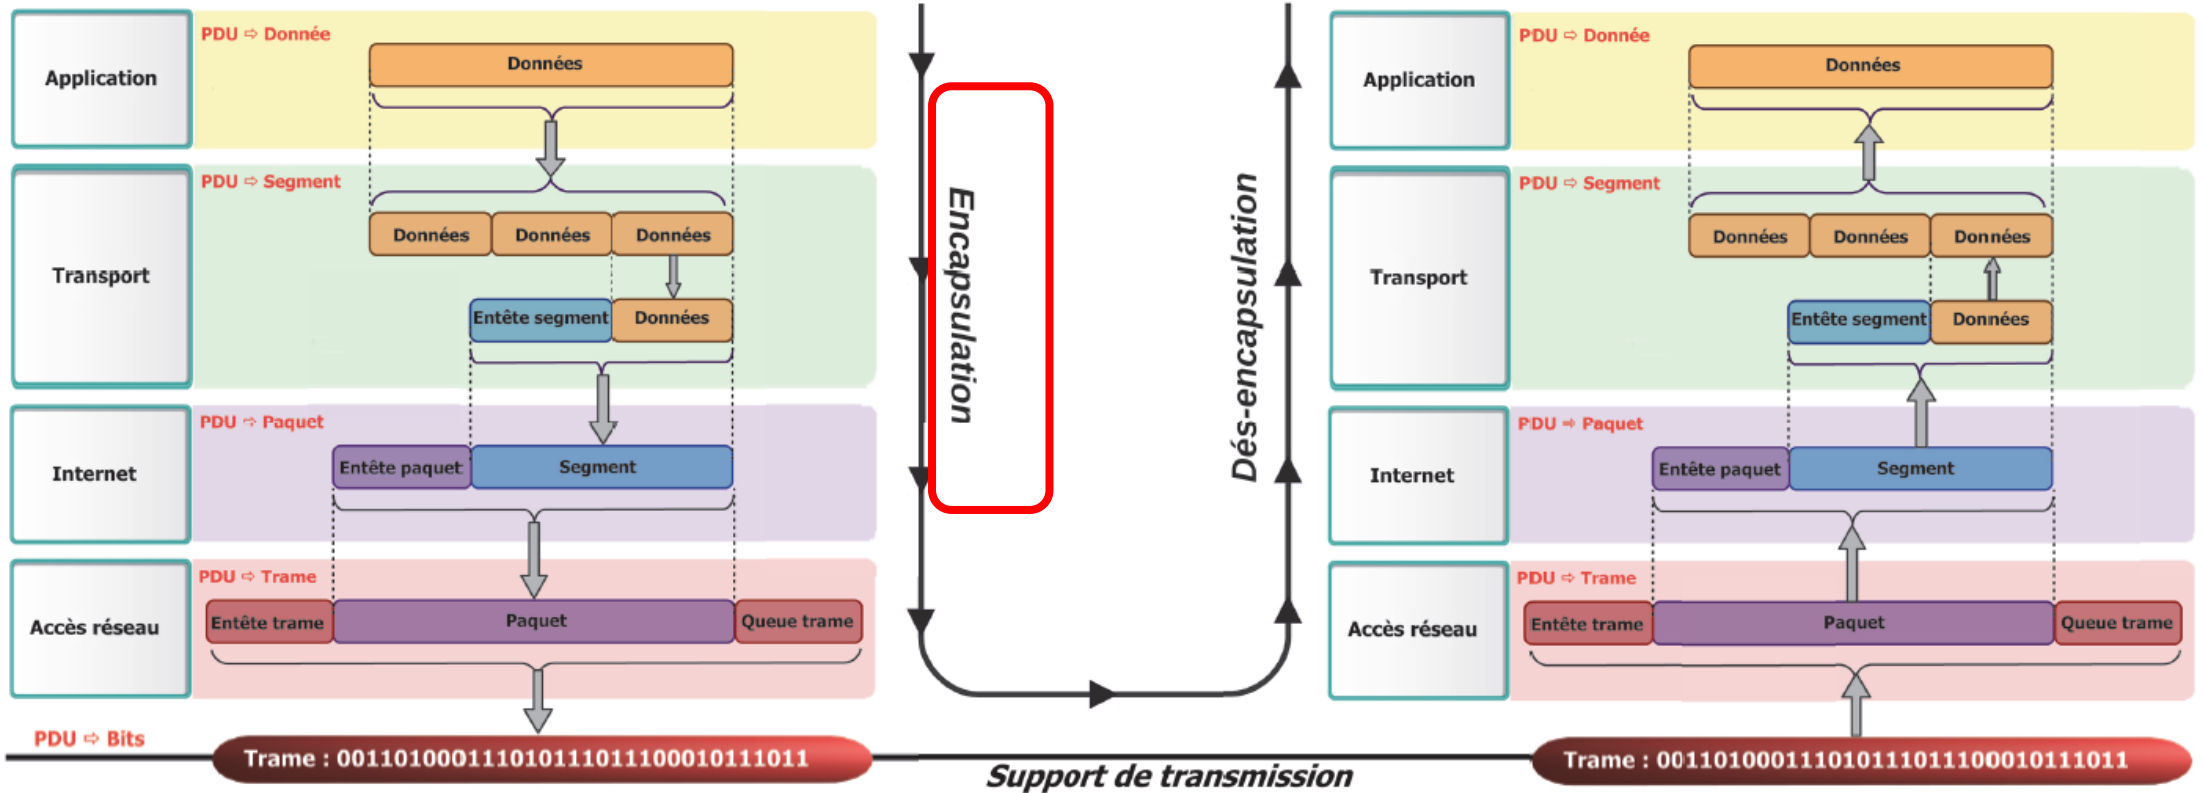 PDU ⇨ Donnée
Application
Données
PDU ⇨ Segment
Transport
Données Données Données
Entête segment Données
PDU ⇨ Paquet
Internet
Entête paquet Segment
PDU ⇨ Trame
Accès réseau
Entête trame Paquet Queue trame
PDU ⇨ Bits
Trame : 00110100011101011101110001011​1011
Encapsulation
Dés-encapsulation
Support de transmission
PDU ⇨ Donnée
Application
Données
PDU ⇨ Segment
Transport
Données Données Données
Entête segment Données
PDU ⇨ Paquet
Internet
Entête paquet Segment
PDU ⇨ Trame
Accès réseau
Entête trame Paquet Queue trame
Trame : 001101000111010111011100010111011